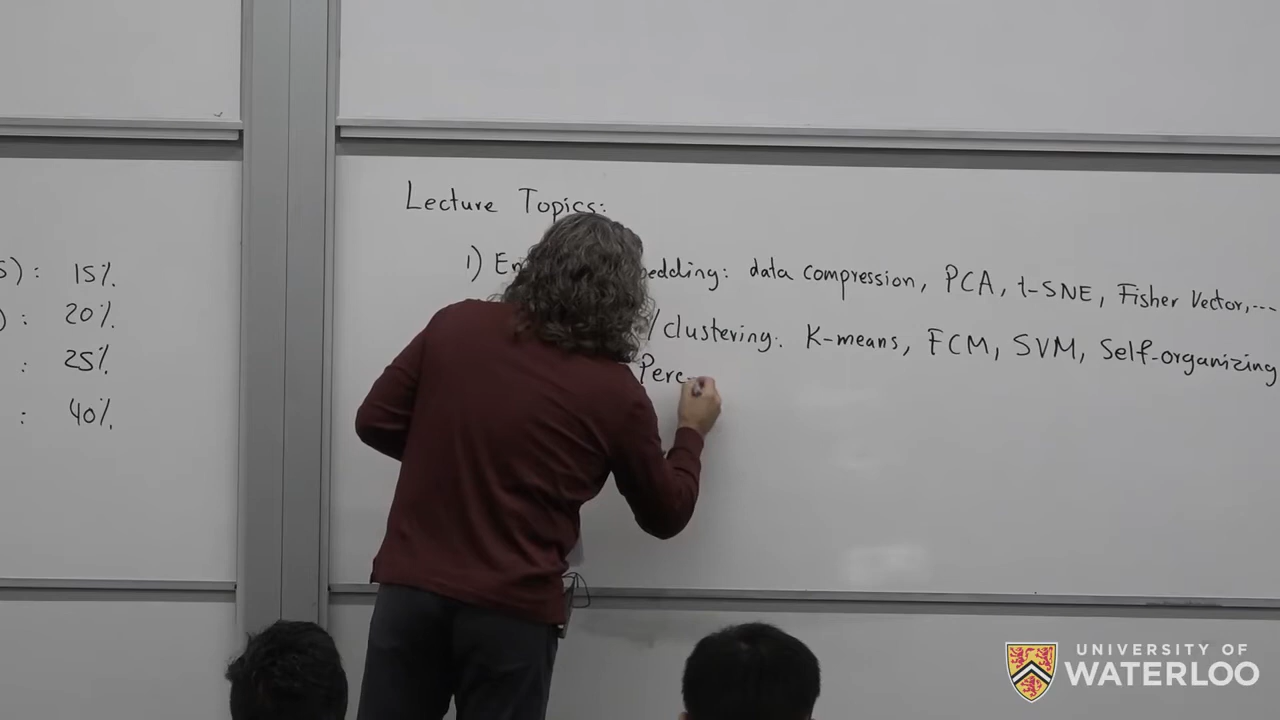 Lecture Topics:
1) En edding: data compression, PCA, t-SNE, Fisher Vector,...
/clustering: K-means, FCM, SVM, Self-organizing
Perc
S): 15%
): 20%
: 25%
: 40%
UNIVERSITY OF
WATERLOO